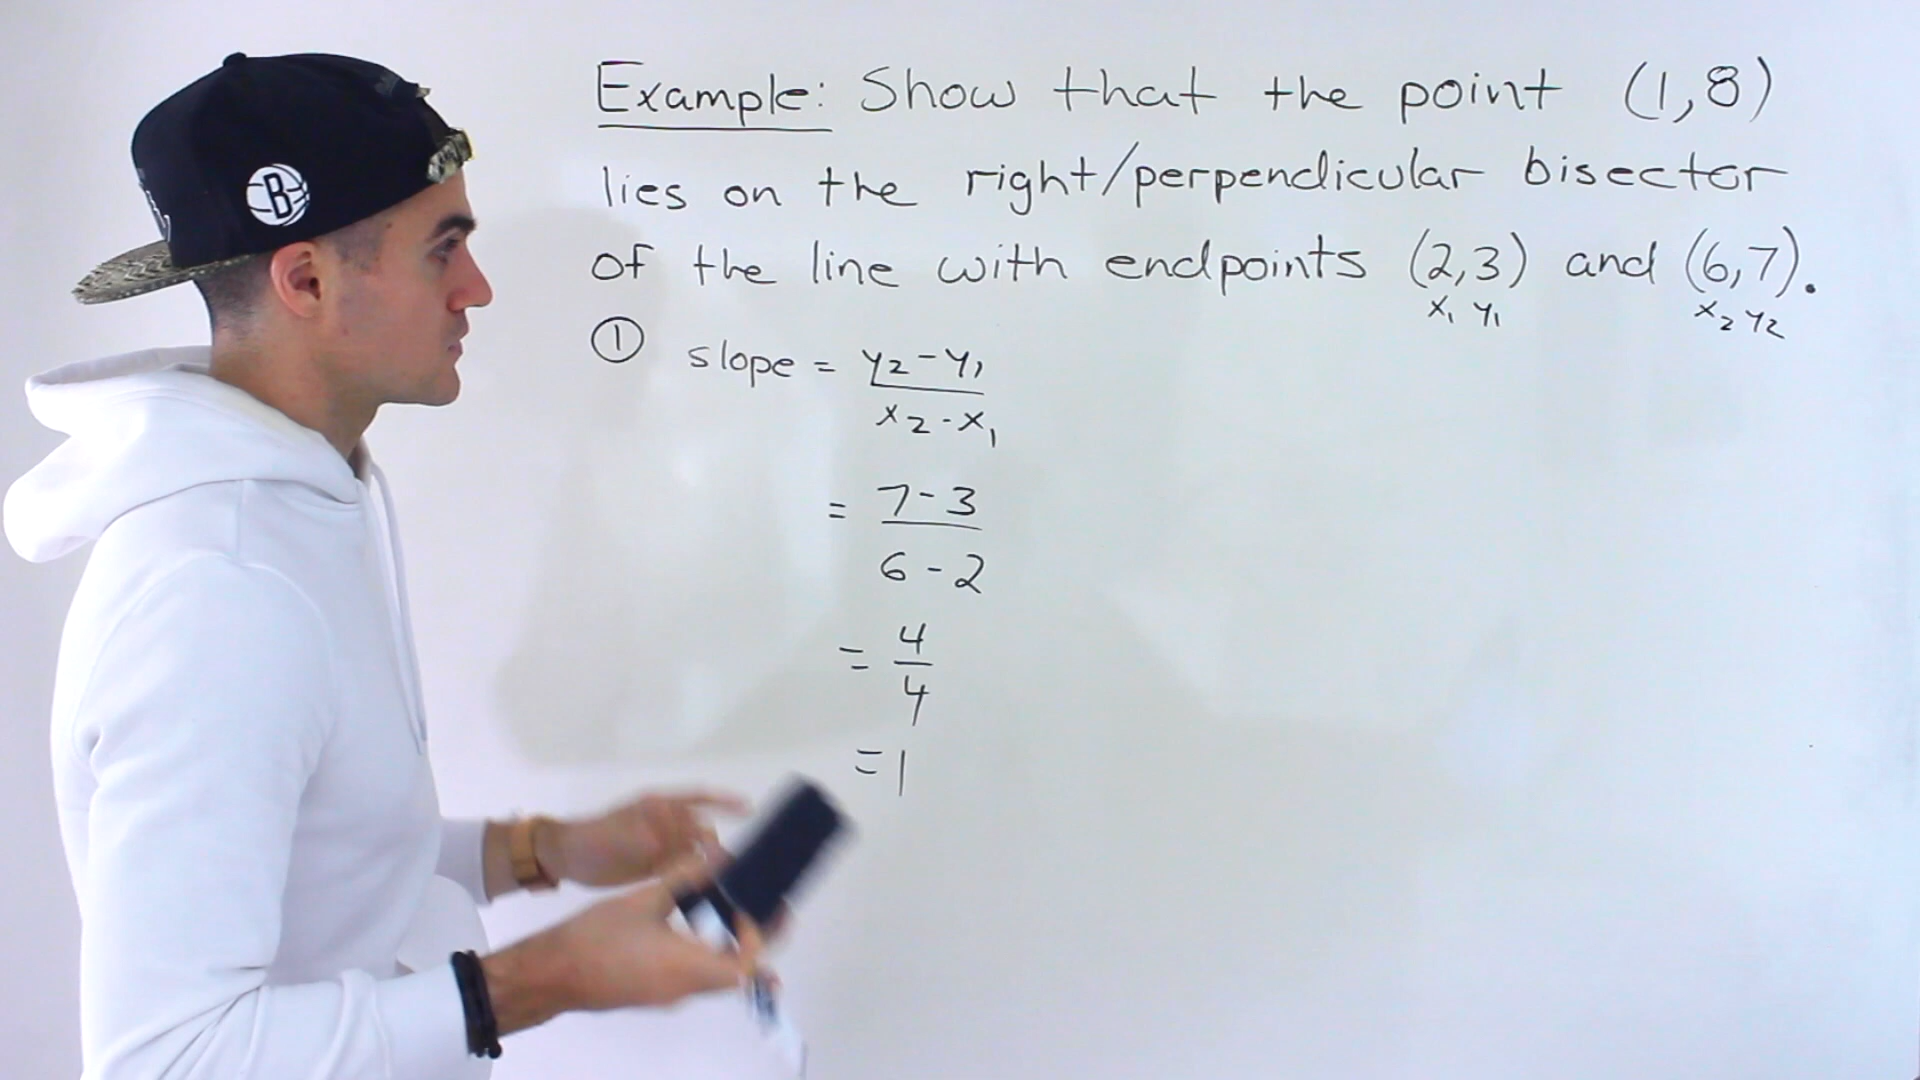 Example: Show that the point (1,8)
lies on the right/perpendicular bisector
of the line with endpoints (2,3) and (6,7).
x₁ y₁ x₂ y₂
① slope = y₂-y₁
x₂-x₁
= 7-3
6-2
= 4
4
=1
B